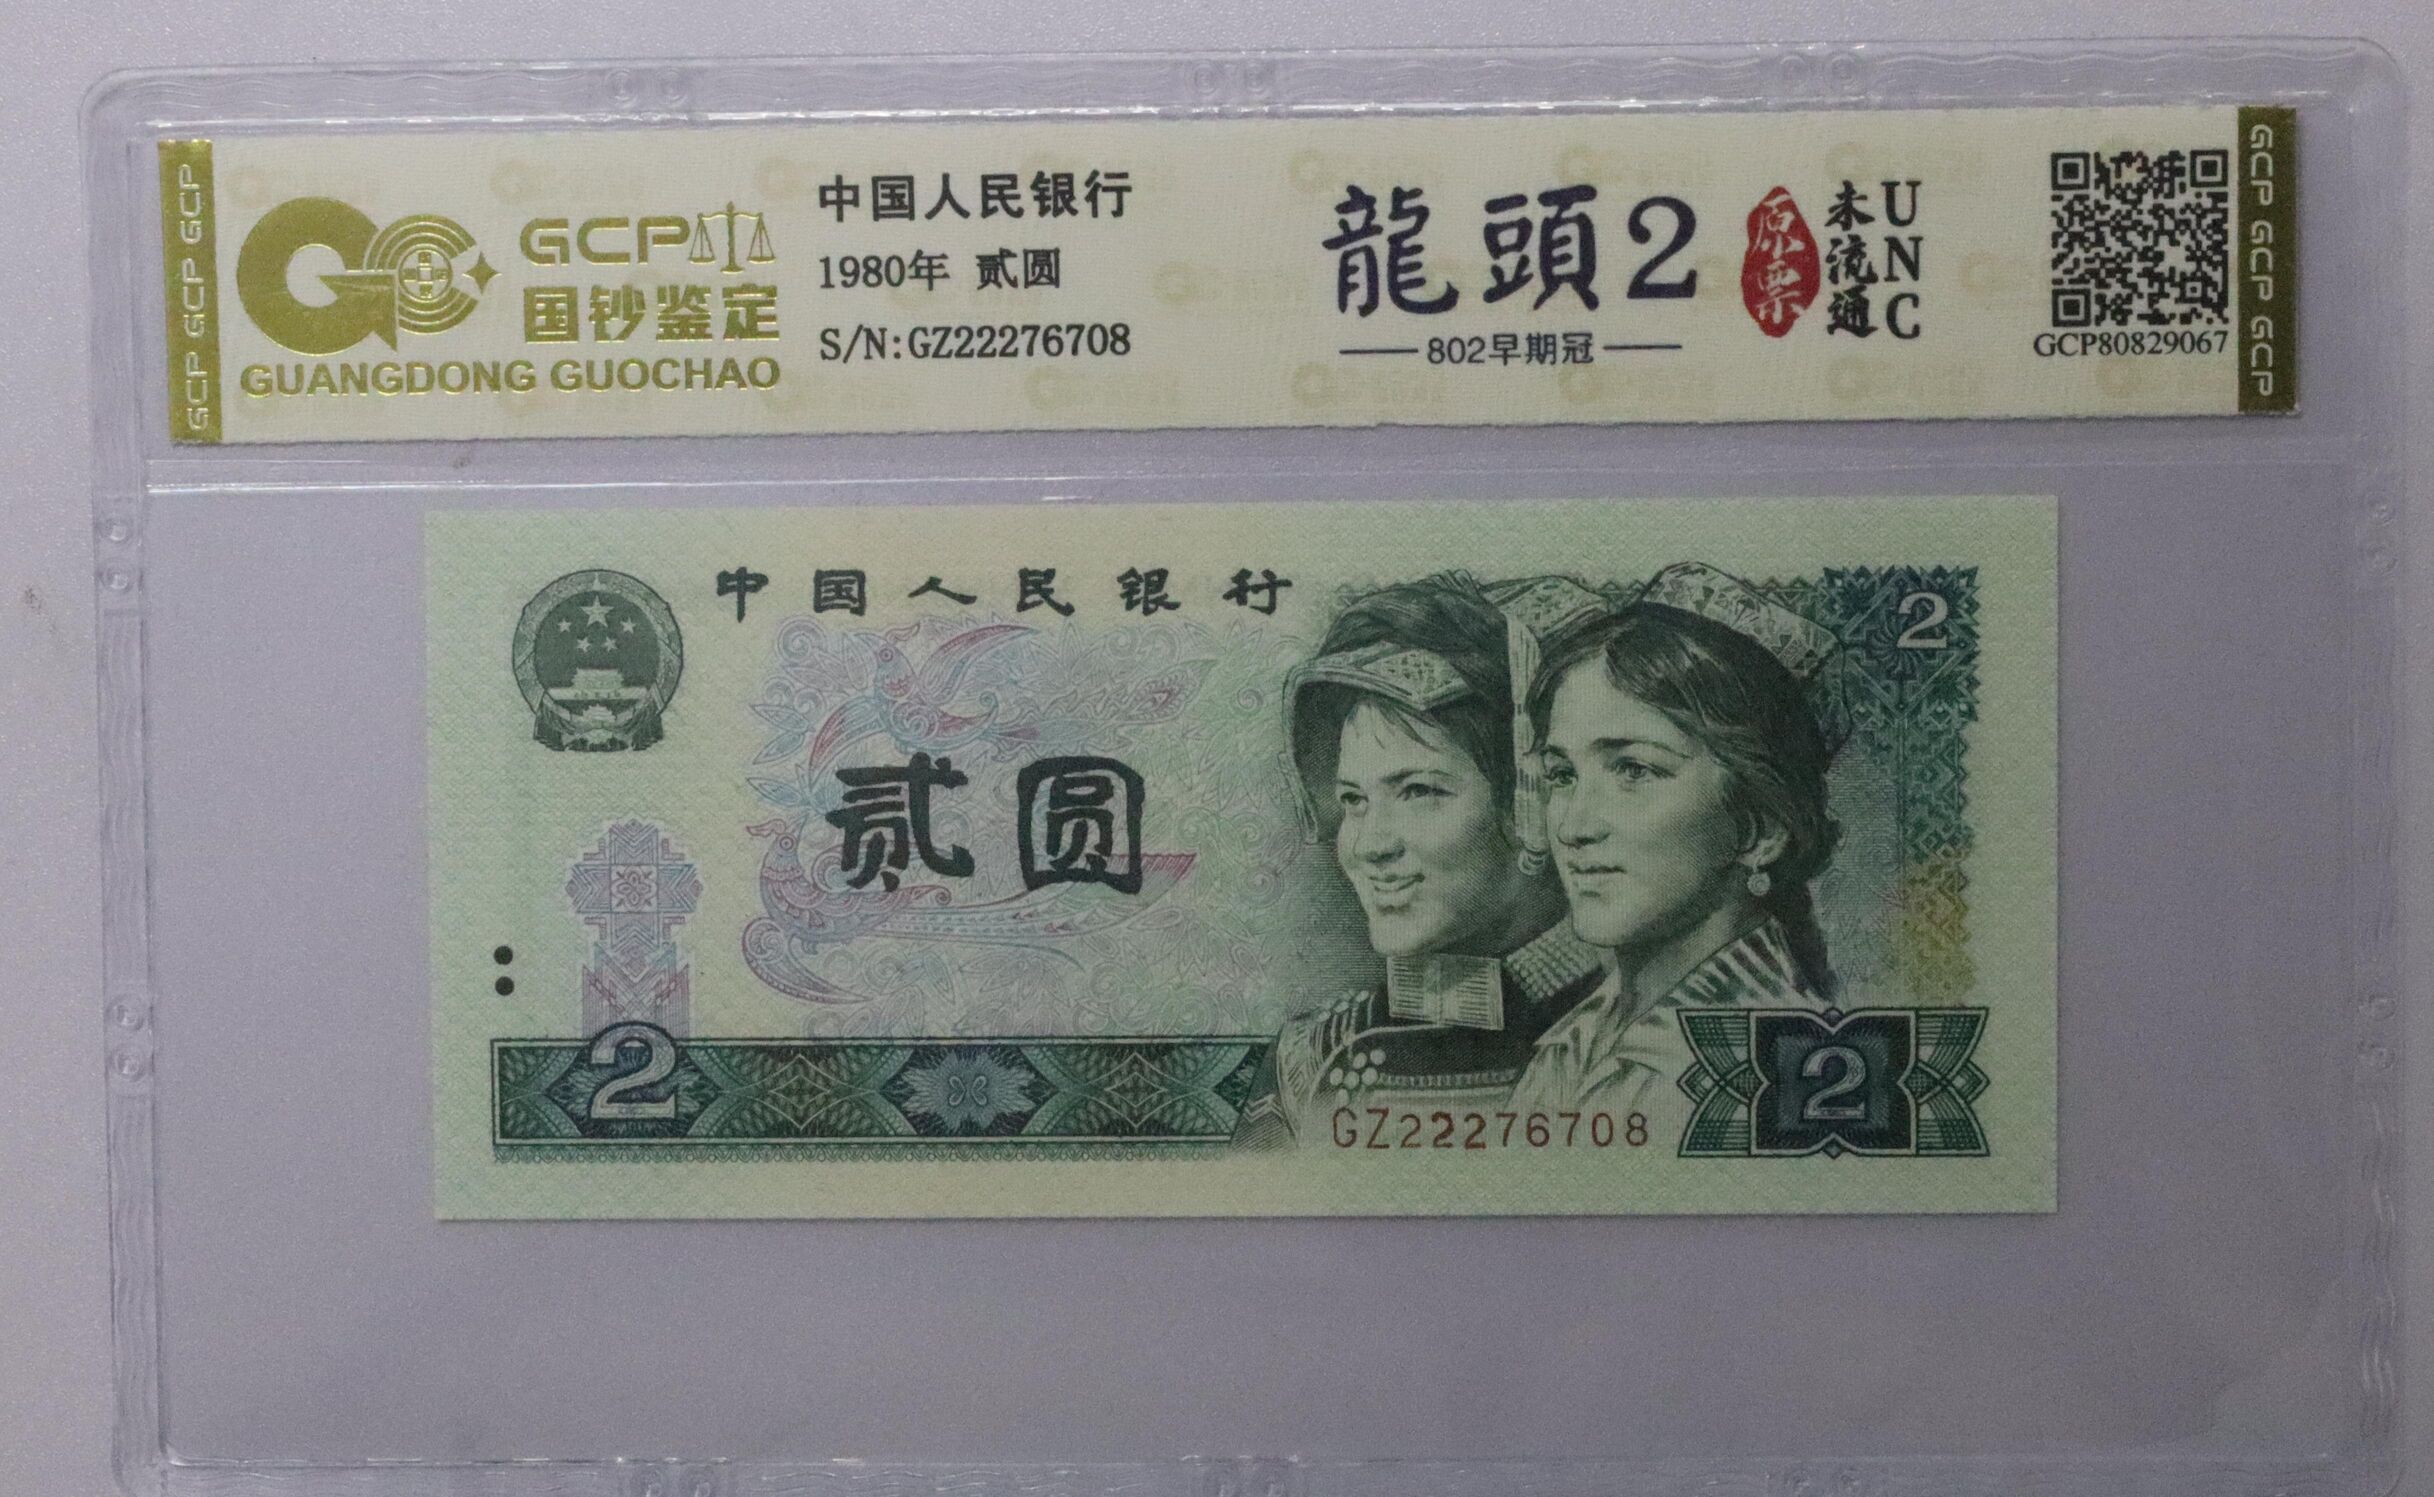 GCP GCP GCP
GCP
国钞鉴定
GUANGDONG GUOCHAO
中国人民银行
1980年 贰圆
S/N:GZ22276708
龍頭2
802早期冠
原票
未流通
UNC
GCP80829067
GCP GCP GCP
中国人民银行
2
贰圆
2
GZ22276708
2